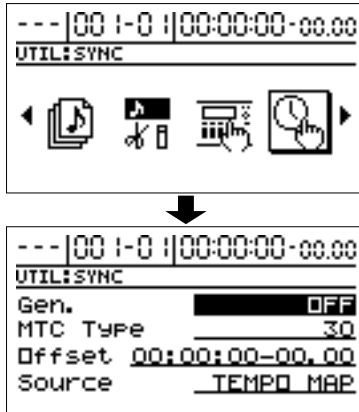 ---|001-01|00:00:00-00.00
UTIL:SYNC
---|001-01|00:00:00-00.00
UTIL:SYNC
Gen. OFF
MTC Type 30
Offset 00:00:00-00.00
Source TEMPO MAP